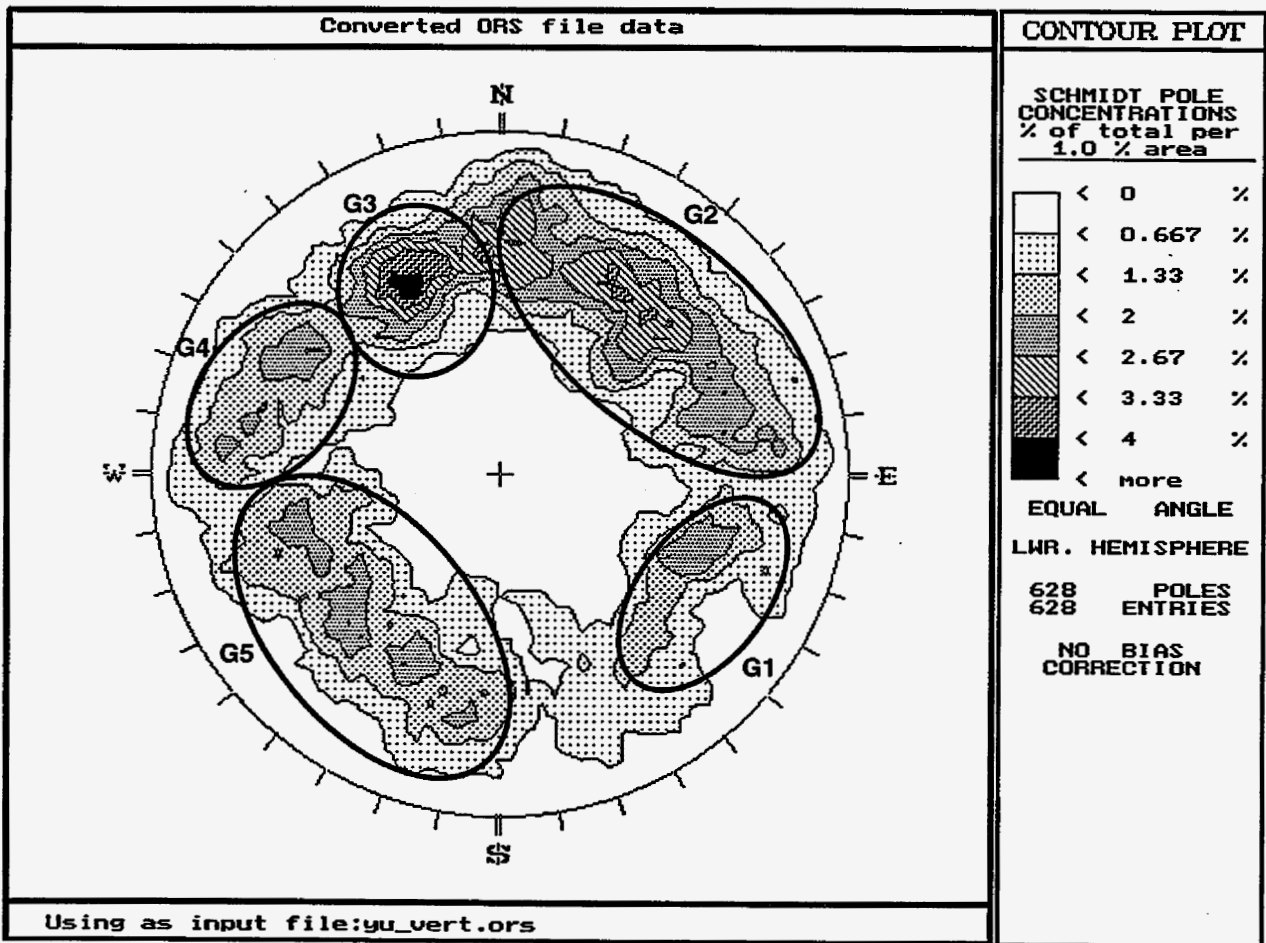 Converted ORS file data
CONTOUR PLOT
SCHMIDT POLE
CONCENTRATIONS
% of total per
1.0 % area
< 0 %
< 0.667 %
< 1.33 %
< 2 %
< 2.67 %
< 3.33 %
< 4 %
< more
EQUAL ANGLE
LWR. HEMISPHERE
628 POLES
628 ENTRIES
NO BIAS
CORRECTION
N
G3
G2
G4
W
E
G5
G1
S
Using as input file:yu_vert.ors